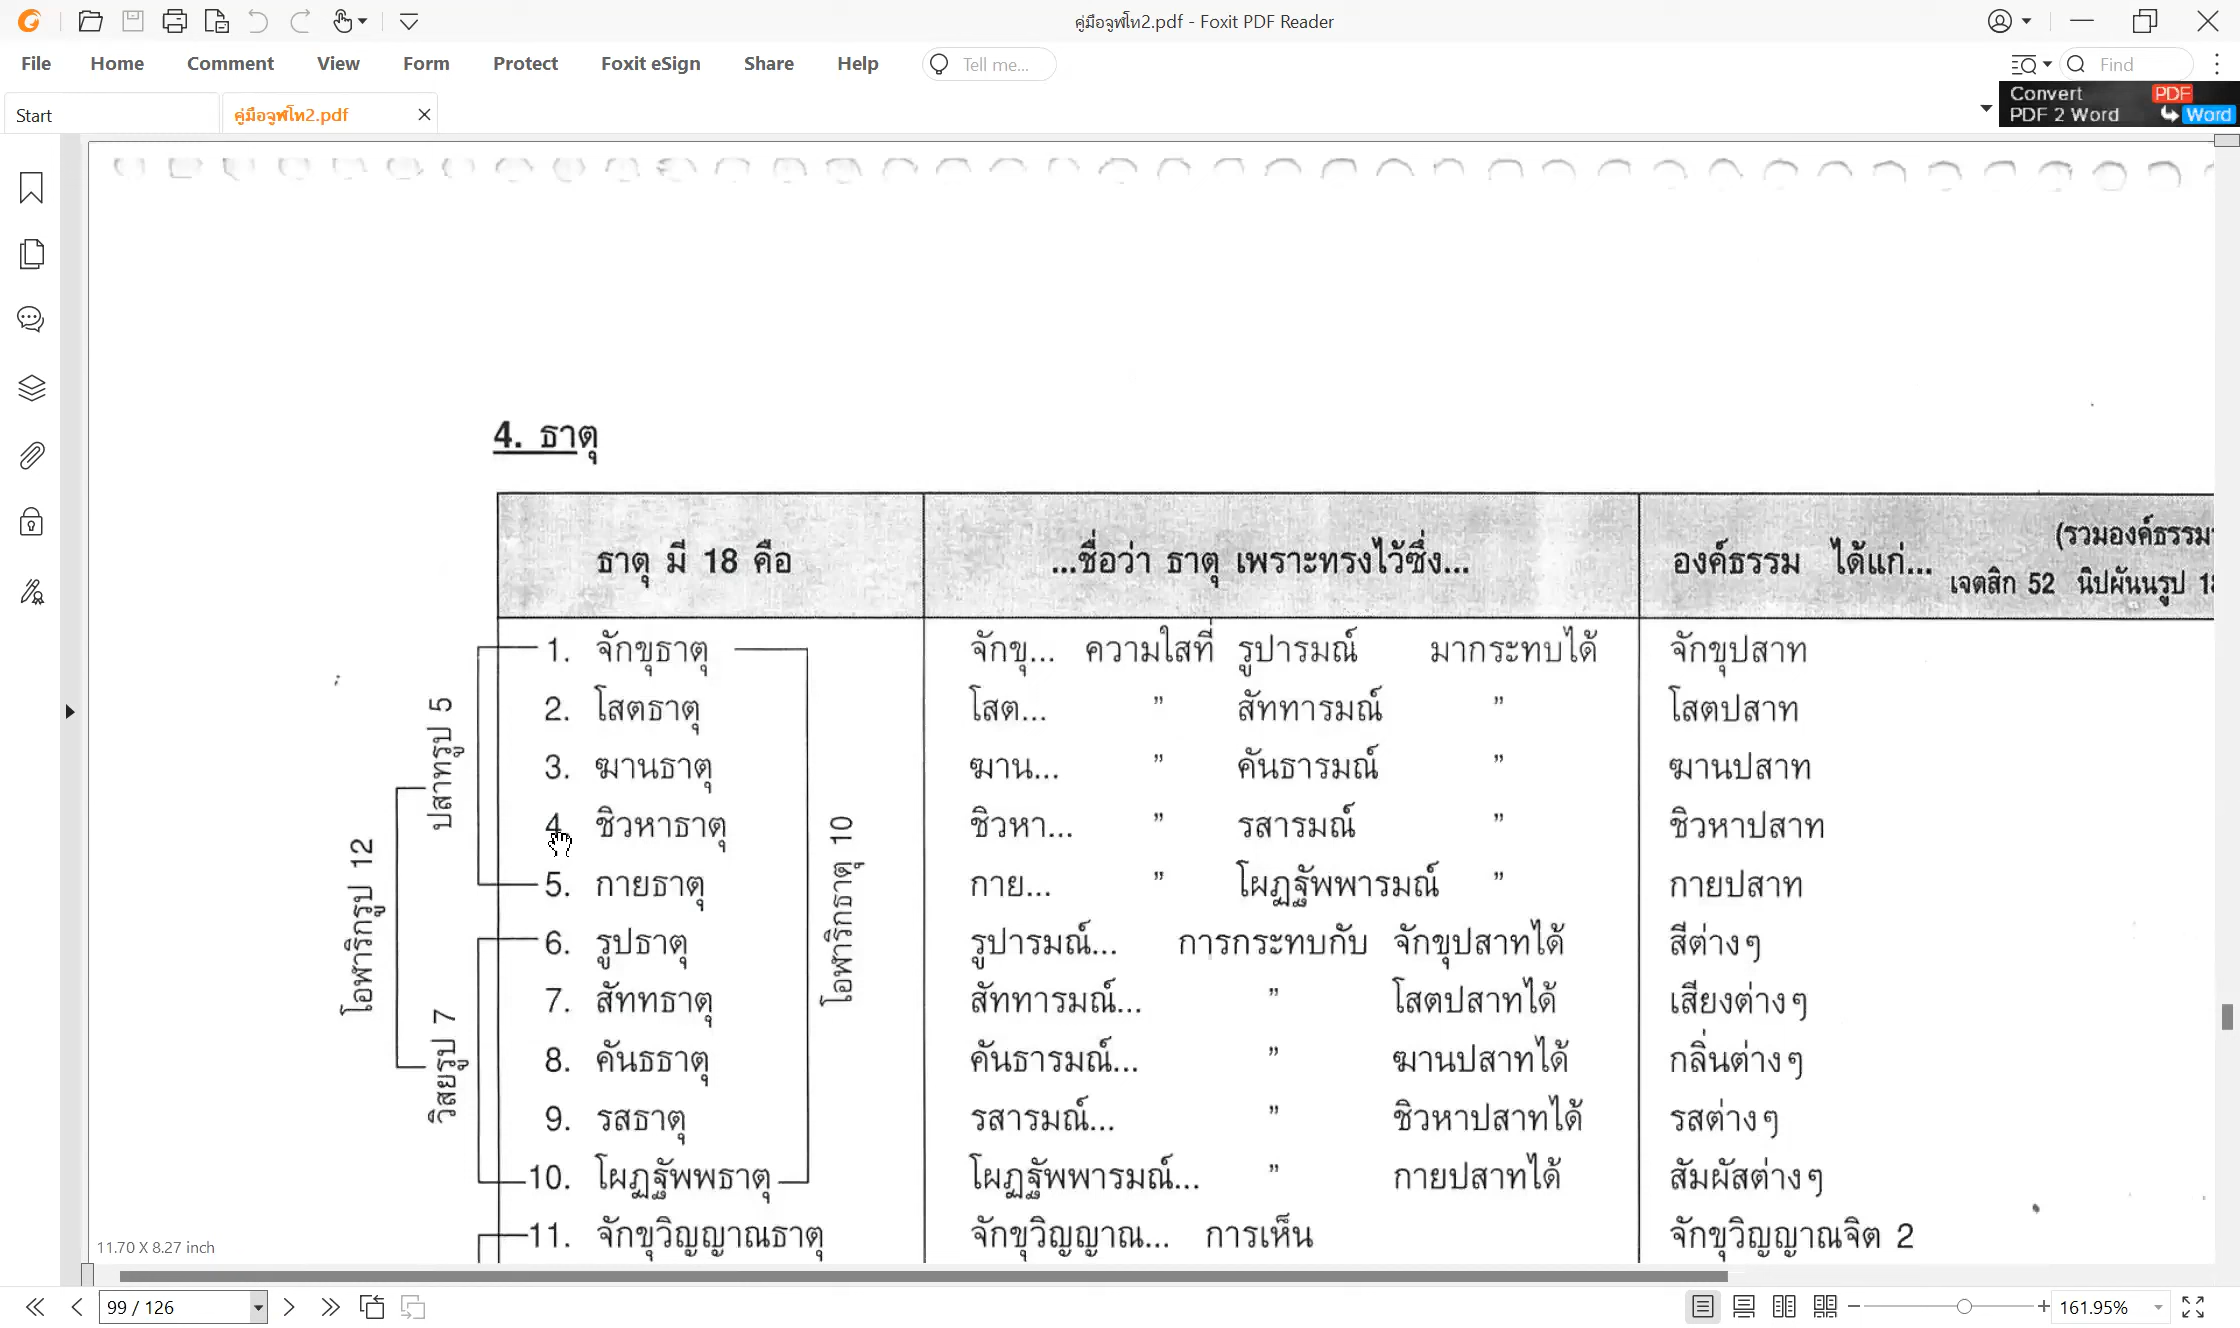 คู่มือจูฬโท2.pdf - Foxit PDF Reader
File Home Comment View Form Protect Foxit eSign Share Help Tell me... Find
Start คู่มือจูฬโท2.pdf Convert PDF 2 Word PDF Word
4. ธาตุ
ธาตุ มี 18 คือ ...ชื่อว่า ธาตุ เพราะทรงไว้ซึ่ง... องค์ธรรม ได้แก่... (รวมองค์ธรรม
เจตสิก 52 นิปผันนรูป
1. จักขุธาตุ จักขุ... ความใสที่ รูปารมณ์ มากระทบได้ จักขุปสาท
2. โสตธาตุ โสต... " สัททารมณ์ " โสตปสาท
3. ฆานธาตุ ฆาน... " คันธารมณ์ " ฆานปสาท
4. ชิวหาธาตุ ชิวหา... " รสารมณ์ " ชิวหาปสาท
5. กายธาตุ กาย... " โผฏฐัพพารมณ์ " กายปสาท
6. รูปธาตุ รูปารมณ์... การกระทบกับ จักขุปสาทได้ สีต่างๆ
7. สัททธาตุ สัททารมณ์... " โสตปสาทได้ เสียงต่างๆ
8. คันธธาตุ คันธารมณ์... " ฆานปสาทได้ กลิ่นต่างๆ
9. รสธาตุ รสารมณ์... " ชิวหาปสาทได้ รสต่างๆ
10. โผฏฐัพพธาตุ โผฏฐัพพารมณ์... " กายปสาทได้ สัมผัสต่างๆ
11. จักขุวิญญาณธาตุ จักขุวิญญาณ... การเห็น จักขุวิญญาณจิต 2
โอฬาริกรูป 12
ปสาทรูป 5
วิสยรูป 7
โอฬาริกธาตุ 10
11.70 X 8.27 inch
99 / 126 161.95%